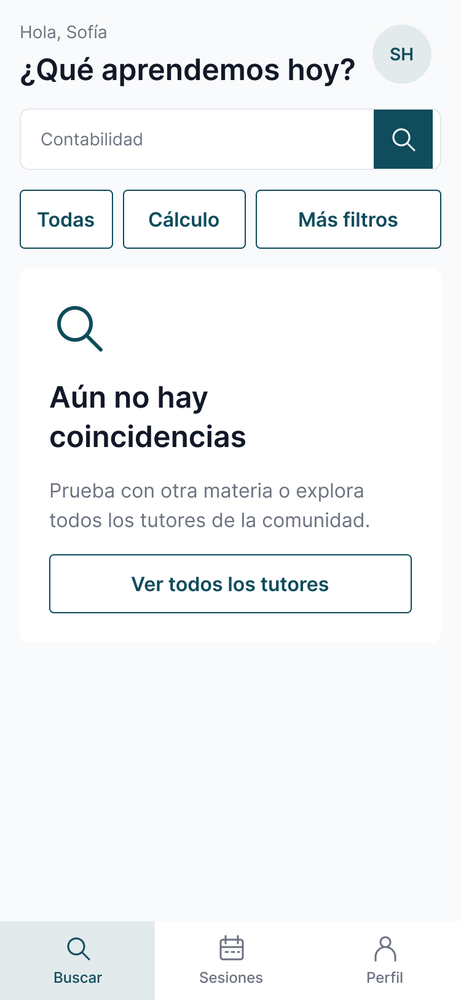 Hola, Sofía
¿Qué aprendemos hoy?
SH
Contabilidad
Todas
Cálculo
Más filtros
Aún no hay
coincidencias
Prueba con otra materia o explora
todos los tutores de la comunidad.
Ver todos los tutores
Buscar
Sesiones
Perfil